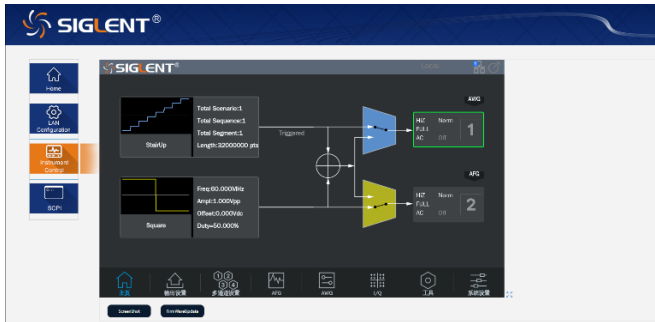 SIGLENT®
Home
LAN
Configuration
Instrument
Control
SCPI
SIGLENT®
LOCAL
StairUp
Total Scenario:1
Total Sequence:1
Total Segment:1
Length:32000000 pts
Triggered
AWG
HiZ Norm
FULL
AC Off
1
Square
Freq:60.000MHz
Ampl:1.000Vpp
Offset:0.000Vdc
Duty=50.000%
AFG
HiZ Norm
FULL
AC Off
2
主页
输出设置
多通道设置
AFG
AWG
I/Q
工具
系统设置
ScreenShot
FirmWareUpdate